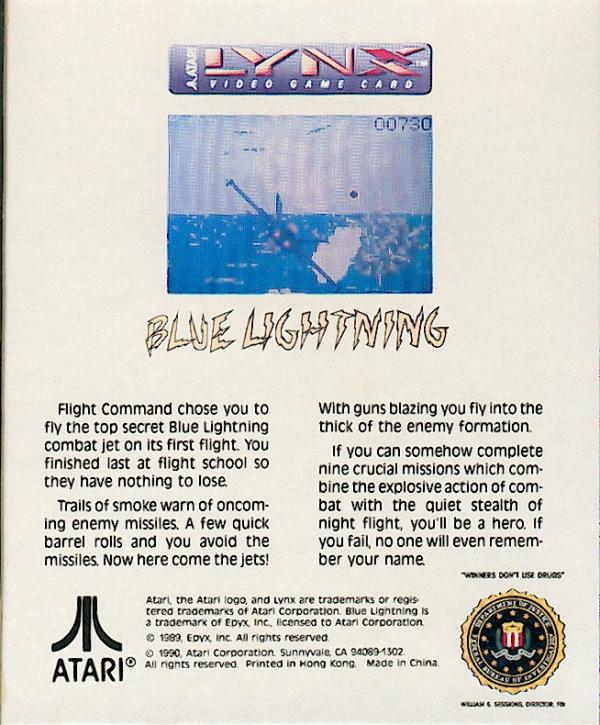 ATARI LYNX™
VIDEO GAME CARD
00730
BLUE LIGHTNING
Flight Command chose you to
fly the top secret Blue Lightning
combat jet on its first flight. You
finished last at flight school so
they have nothing to lose.
Trails of smoke warn of oncom-
ing enemy missiles. A few quick
barrel rolls and you avoid the
missiles. Now here come the jets!
With guns blazing you fly into the
thick of the enemy formation.
If you can somehow complete
nine crucial missions which com-
bine the explosive action of com-
bat with the quiet stealth of
night flight, you'll be a hero. If
you fail, no one will even remem-
ber your name.
ATARI®
Atari, the Atari logo, and Lynx are trademarks or regis-
tered trademarks of Atari Corporation. Blue Lightning is
a trademark of Epyx, Inc., licensed to Atari Corporation.
© 1989, Epyx, Inc. All rights reserved.
© 1990, Atari Corporation. Sunnyvale, CA 94089-1302.
All rights reserved. Printed in Hong Kong. Made in China.
"WINNERS DON'T USE DRUGS"
DEPARTMENT OF JUSTICE
FEDERAL BUREAU OF INVESTIGATION
WILLIAM S. SESSIONS, DIRECTOR, FBI